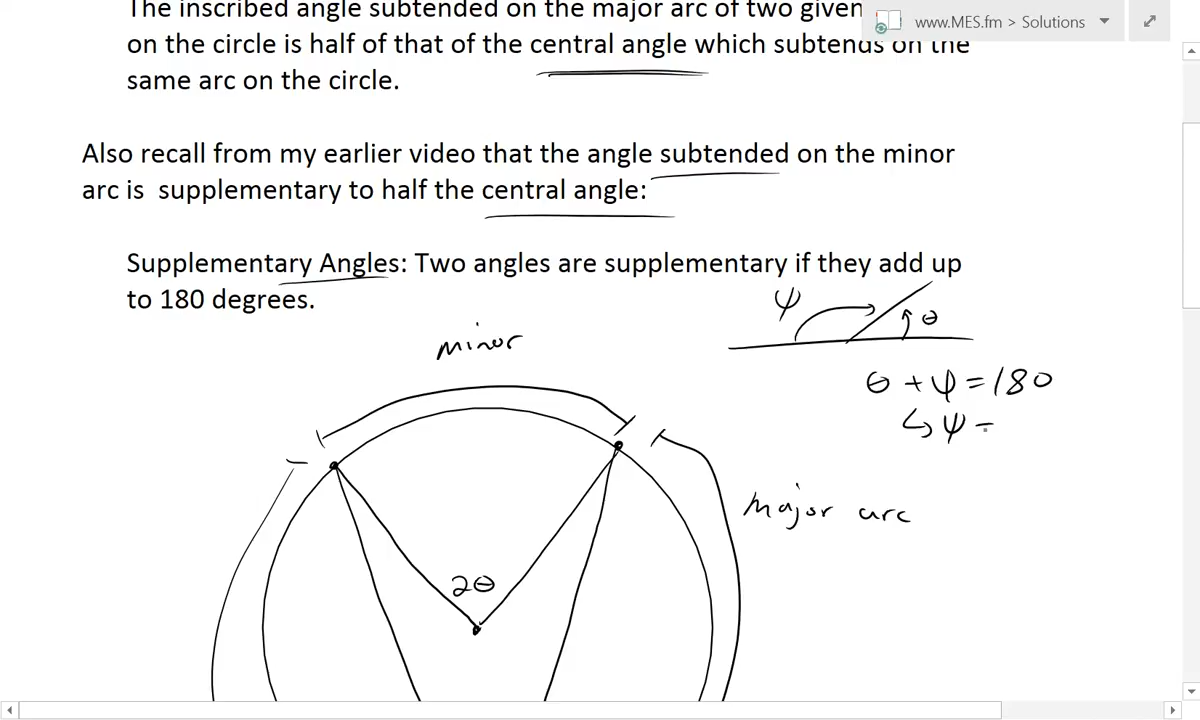 The inscribed angle subtended on the major arc of two given
www.MES.fm > Solutions
on the circle is half of that of the central angle which subtends on the
same arc on the circle.
Also recall from my earlier video that the angle subtended on the minor
arc is supplementary to half the central angle:
Supplementary Angles: Two angles are supplementary if they add up
to 180 degrees.
ψ
θ
minor
θ + ψ = 180
↳ ψ =
major arc
2θ